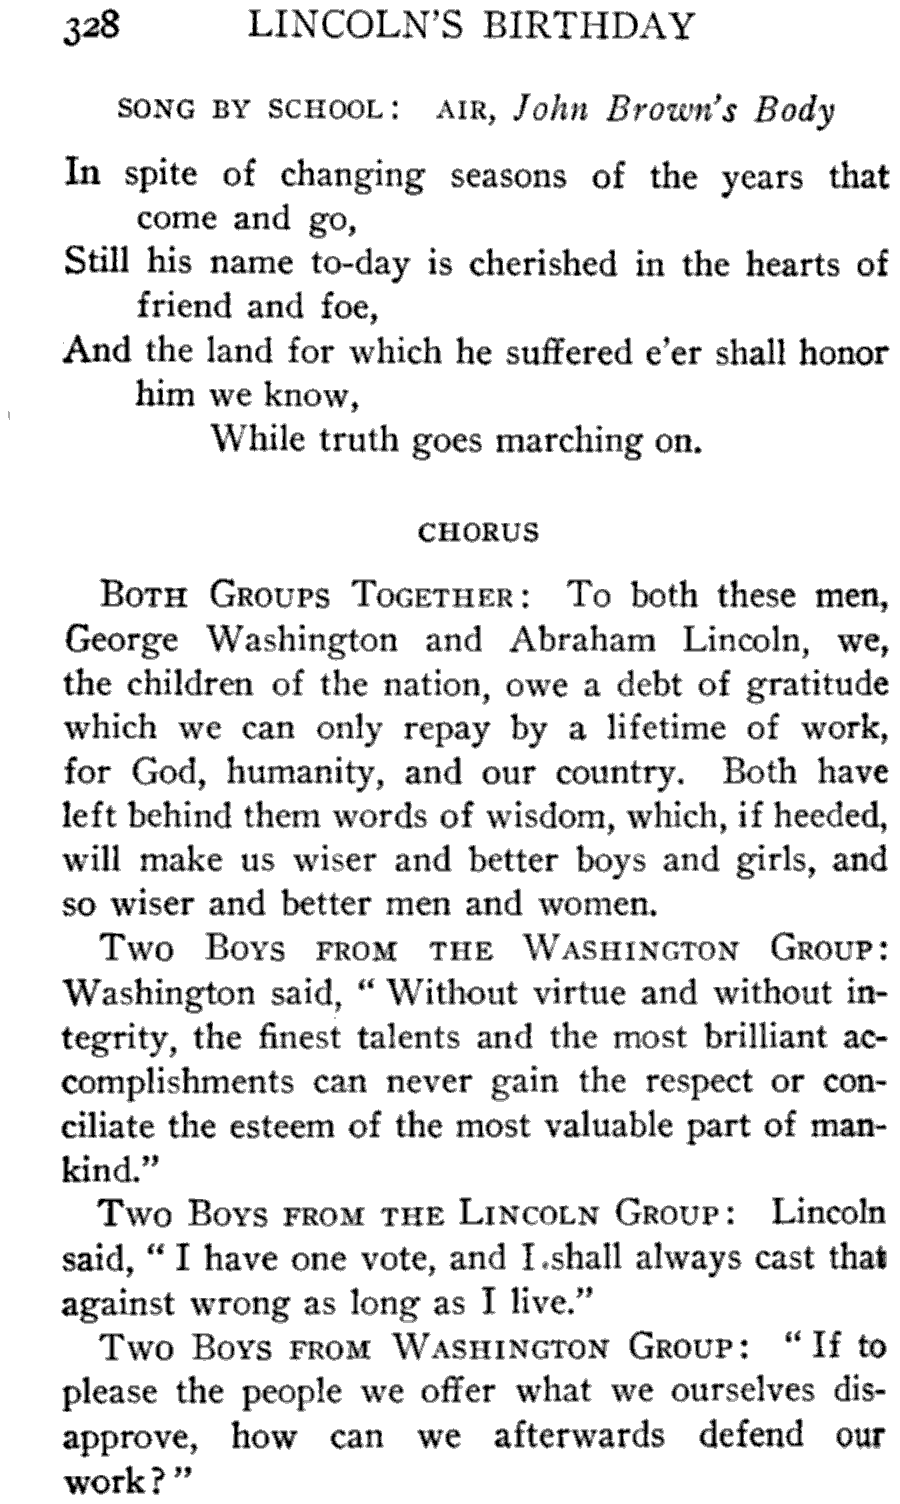 328 LINCOLN'S BIRTHDAY
SONG BY SCHOOL: AIR, John Brown's Body
In spite of changing seasons of the years that
come and go,
Still his name to-day is cherished in the hearts of
friend and foe,
And the land for which he suffered e'er shall honor
him we know,
While truth goes marching on.
CHORUS
BOTH GROUPS TOGETHER: To both these men,
George Washington and Abraham Lincoln, we,
the children of the nation, owe a debt of gratitude
which we can only repay by a lifetime of work,
for God, humanity, and our country. Both have
left behind them words of wisdom, which, if heeded,
will make us wiser and better boys and girls, and
so wiser and better men and women.
TWO BOYS FROM THE WASHINGTON GROUP:
Washington said, "Without virtue and without in-
tegrity, the finest talents and the most brilliant ac-
complishments can never gain the respect or con-
ciliate the esteem of the most valuable part of man-
kind."
TWO BOYS FROM THE LINCOLN GROUP: Lincoln
said, "I have one vote, and I shall always cast that
against wrong as long as I live."
TWO BOYS FROM WASHINGTON GROUP: "If to
please the people we offer what we ourselves dis-
approve, how can we afterwards defend our
work?"